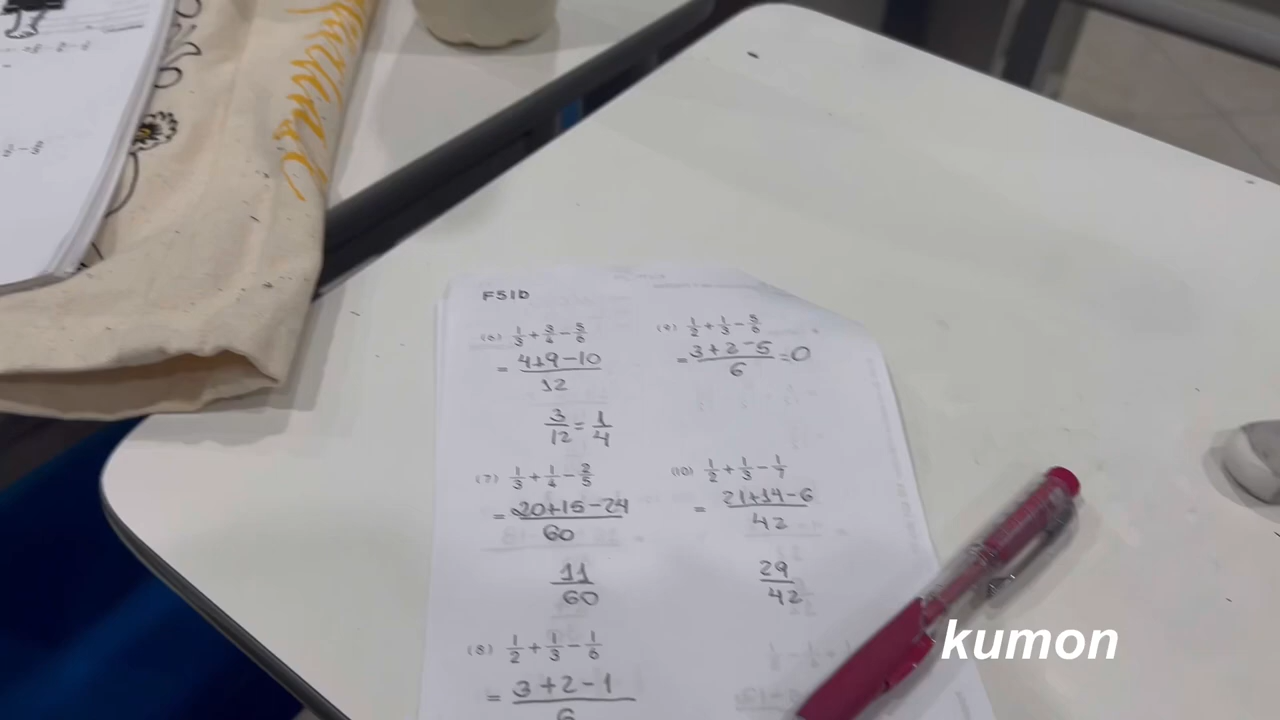 F51b
(6) 1/3 + 3/4 - 5/6
= 4+9-10/12
3/12 = 1/4
(7) 1/3 + 1/4 - 2/5
= 20+15-24/60
11/60
(8) 1/2 + 1/3 - 1/6
= 3+2-1/6
(9) 1/2 + 1/3 - 5/6
= 3+2-5/6 = 0
(10) 1/2 + 1/3 - 1/7
= 21+14-6/42
29/42
kumon